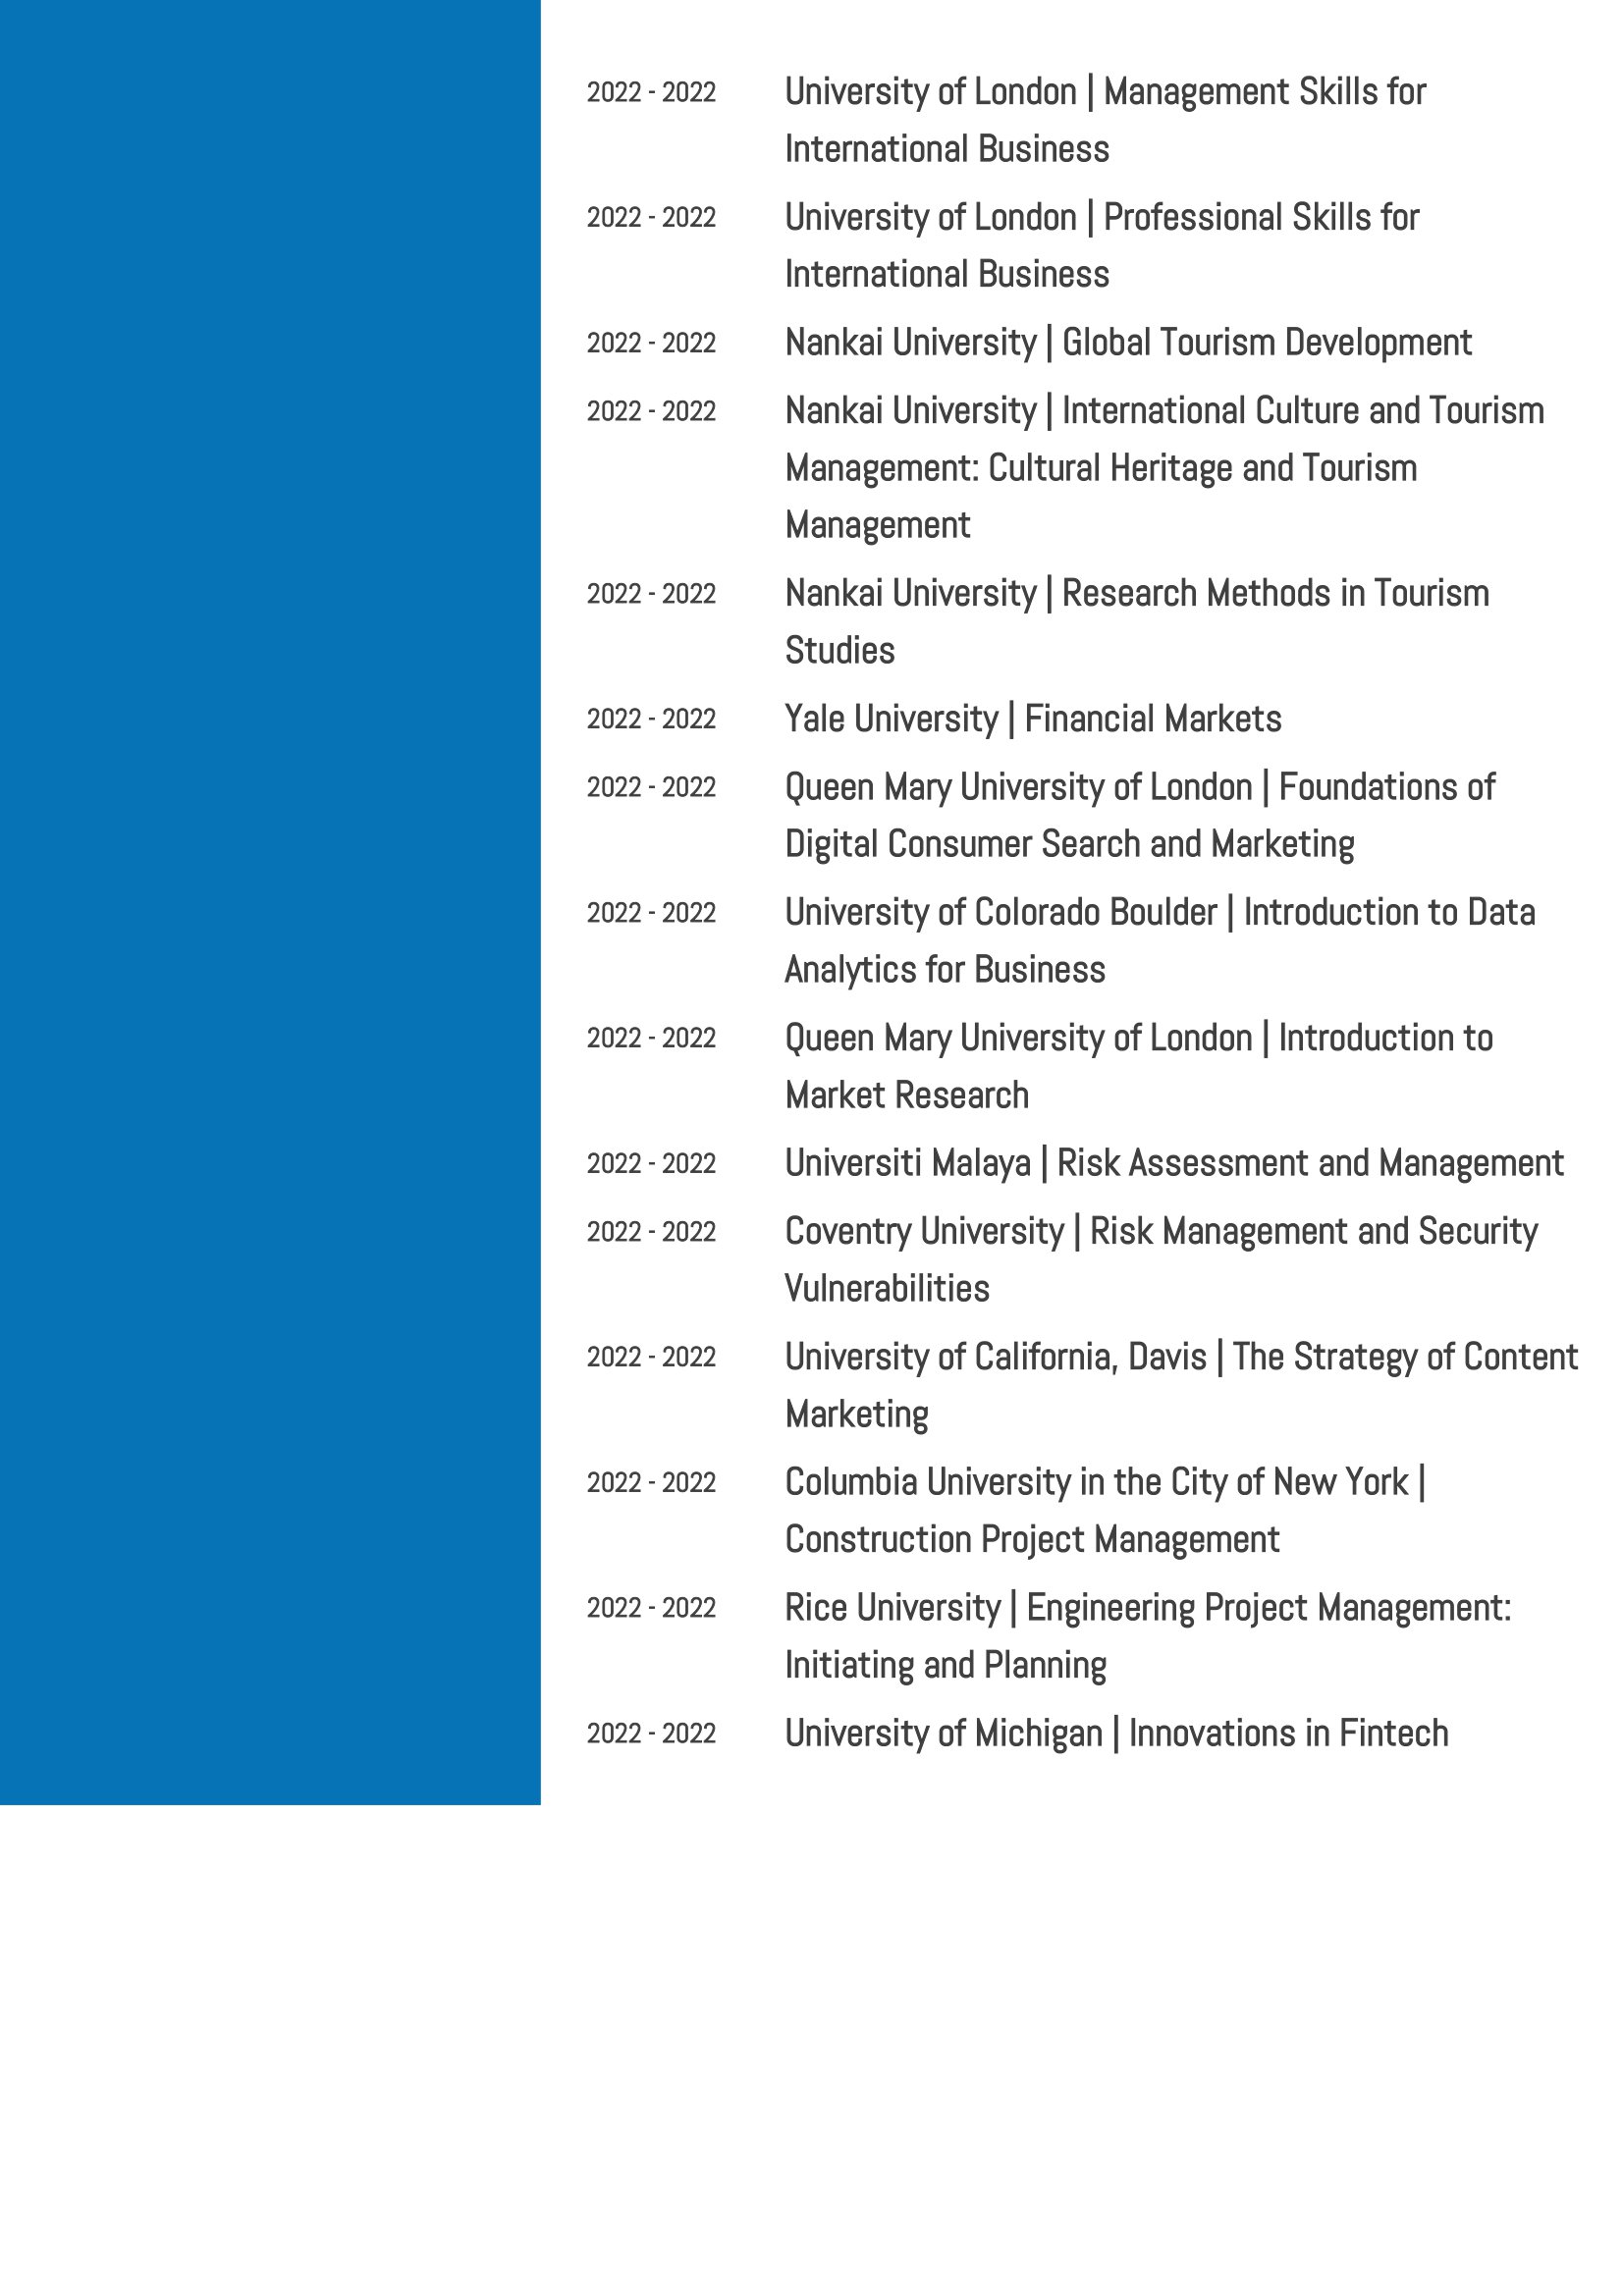 2022 - 2022 University of London | Management Skills for
International Business
2022 - 2022 University of London | Professional Skills for
International Business
2022 - 2022 Nankai University | Global Tourism Development
2022 - 2022 Nankai University | International Culture and Tourism
Management: Cultural Heritage and Tourism
Management
2022 - 2022 Nankai University | Research Methods in Tourism
Studies
2022 - 2022 Yale University | Financial Markets
2022 - 2022 Queen Mary University of London | Foundations of
Digital Consumer Search and Marketing
2022 - 2022 University of Colorado Boulder | Introduction to Data
Analytics for Business
2022 - 2022 Queen Mary University of London | Introduction to
Market Research
2022 - 2022 Universiti Malaya | Risk Assessment and Management
2022 - 2022 Coventry University | Risk Management and Security
Vulnerabilities
2022 - 2022 University of California, Davis | The Strategy of Content
Marketing
2022 - 2022 Columbia University in the City of New York |
Construction Project Management
2022 - 2022 Rice University | Engineering Project Management:
Initiating and Planning
2022 - 2022 University of Michigan | Innovations in Fintech